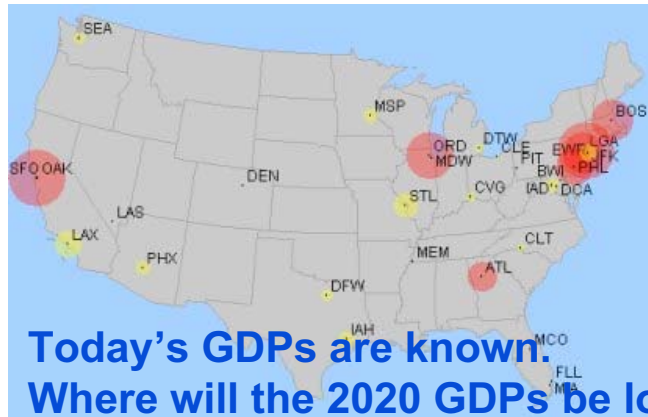 SEA
MSP
BOS
ORD
MDW
DTW
CLE
EWR
LGA
JFK
PIT
PHL
SFO OAK
DEN
BWI
IAD DCA
STL
CVG
LAS
LAX
MEM
CLT
PHX
ATL
DFW
IAH
MCO
FLL
MIA
Today's GDPs are known.
Where will the 2020 GDPs be lo